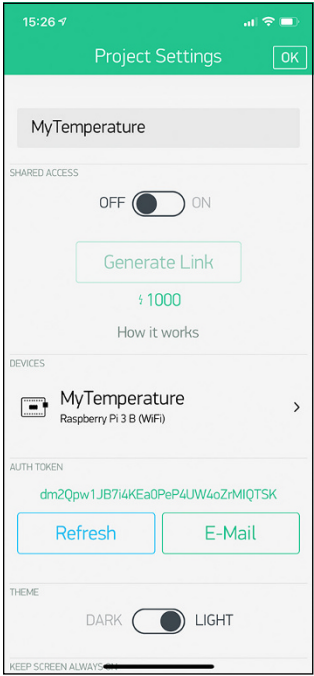 15:26
Project Settings
OK
MyTemperature
SHARED ACCESS
OFF ON
Generate Link
1000
How it works
DEVICES
MyTemperature
Raspberry Pi 3 B (WiFi)
AUTH TOKEN
dm2Qpw1JB7i4KEa0PeP4UW4oZrMIQTSK
Refresh E-Mail
THEME
DARK LIGHT
KEEP SCREEN ALWAYS ON